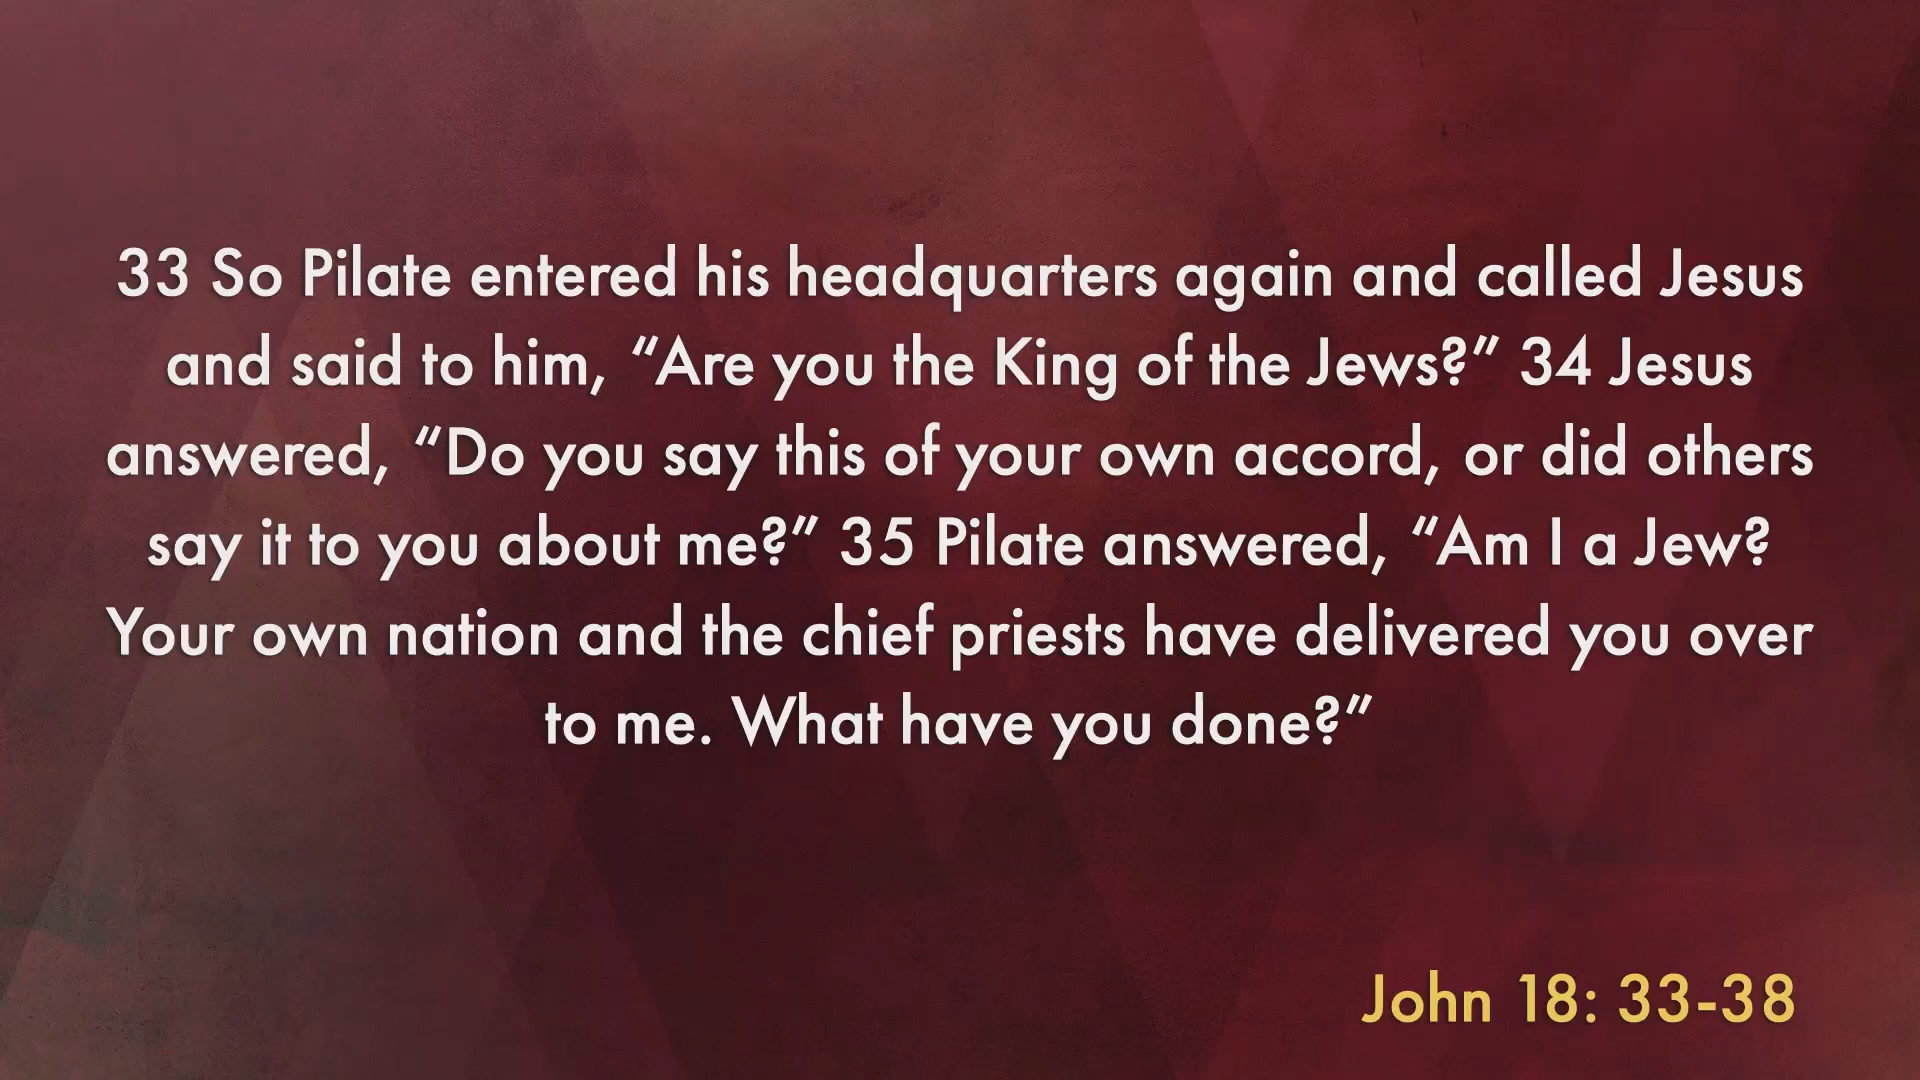 33 So Pilate entered his headquarters again and called Jesus
and said to him, “Are you the King of the Jews?” 34 Jesus
answered, “Do you say this of your own accord, or did others
say it to you about me?” 35 Pilate answered, “Am I a Jew?
Your own nation and the chief priests have delivered you over
to me. What have you done?”
John 18: 33-38